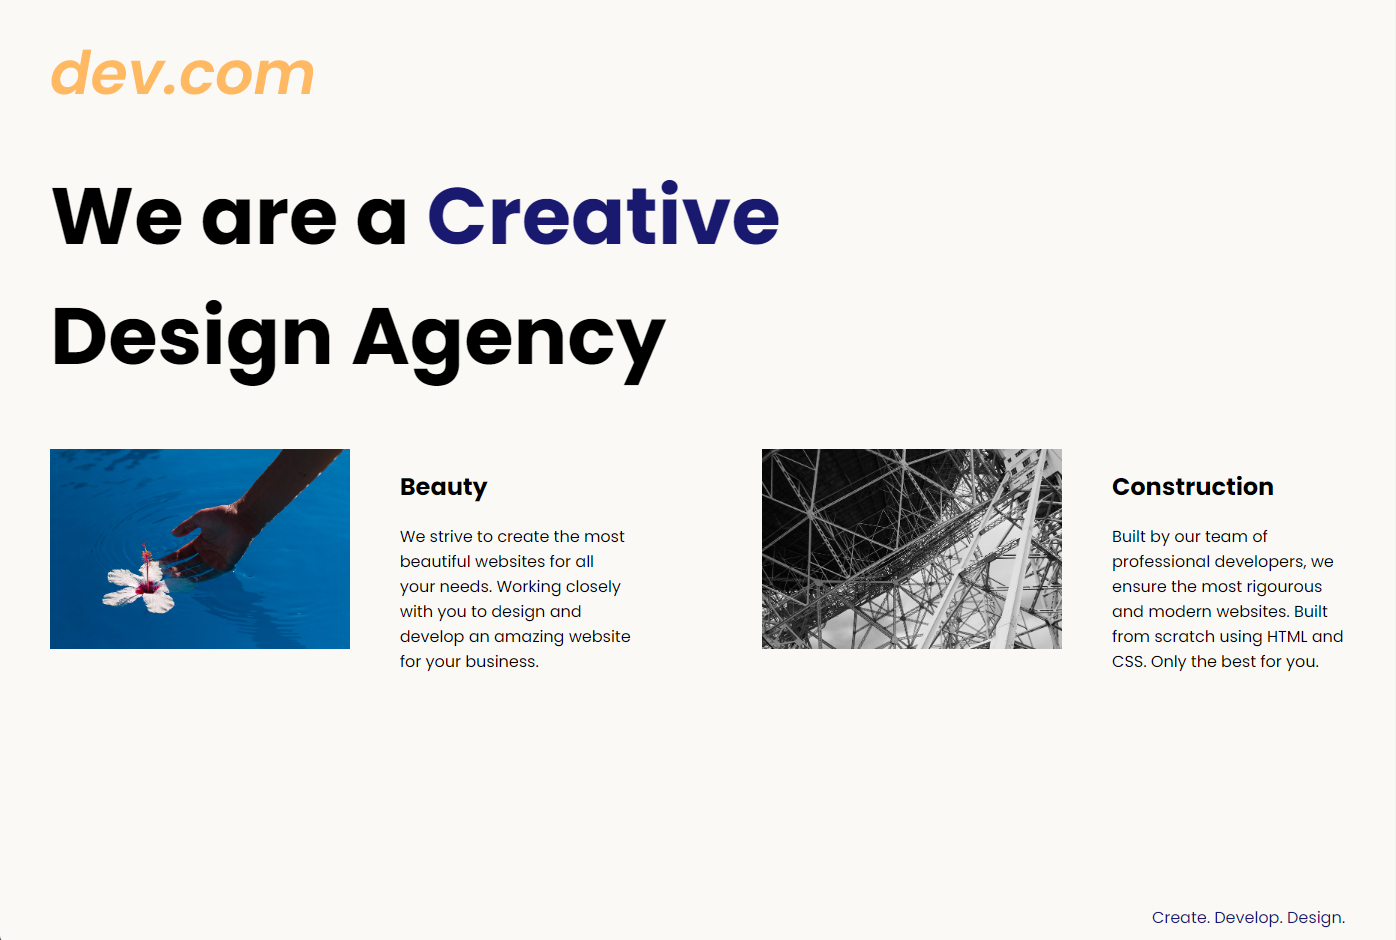 dev.com
We are a Creative
Design Agency
Beauty
We strive to create the most
beautiful websites for all
your needs. Working closely
with you to design and
develop an amazing website
for your business.
Construction
Built by our team of
professional developers, we
ensure the most rigourous
and modern websites. Built
from scratch using HTML and
CSS. Only the best for you.
Create. Develop. Design.